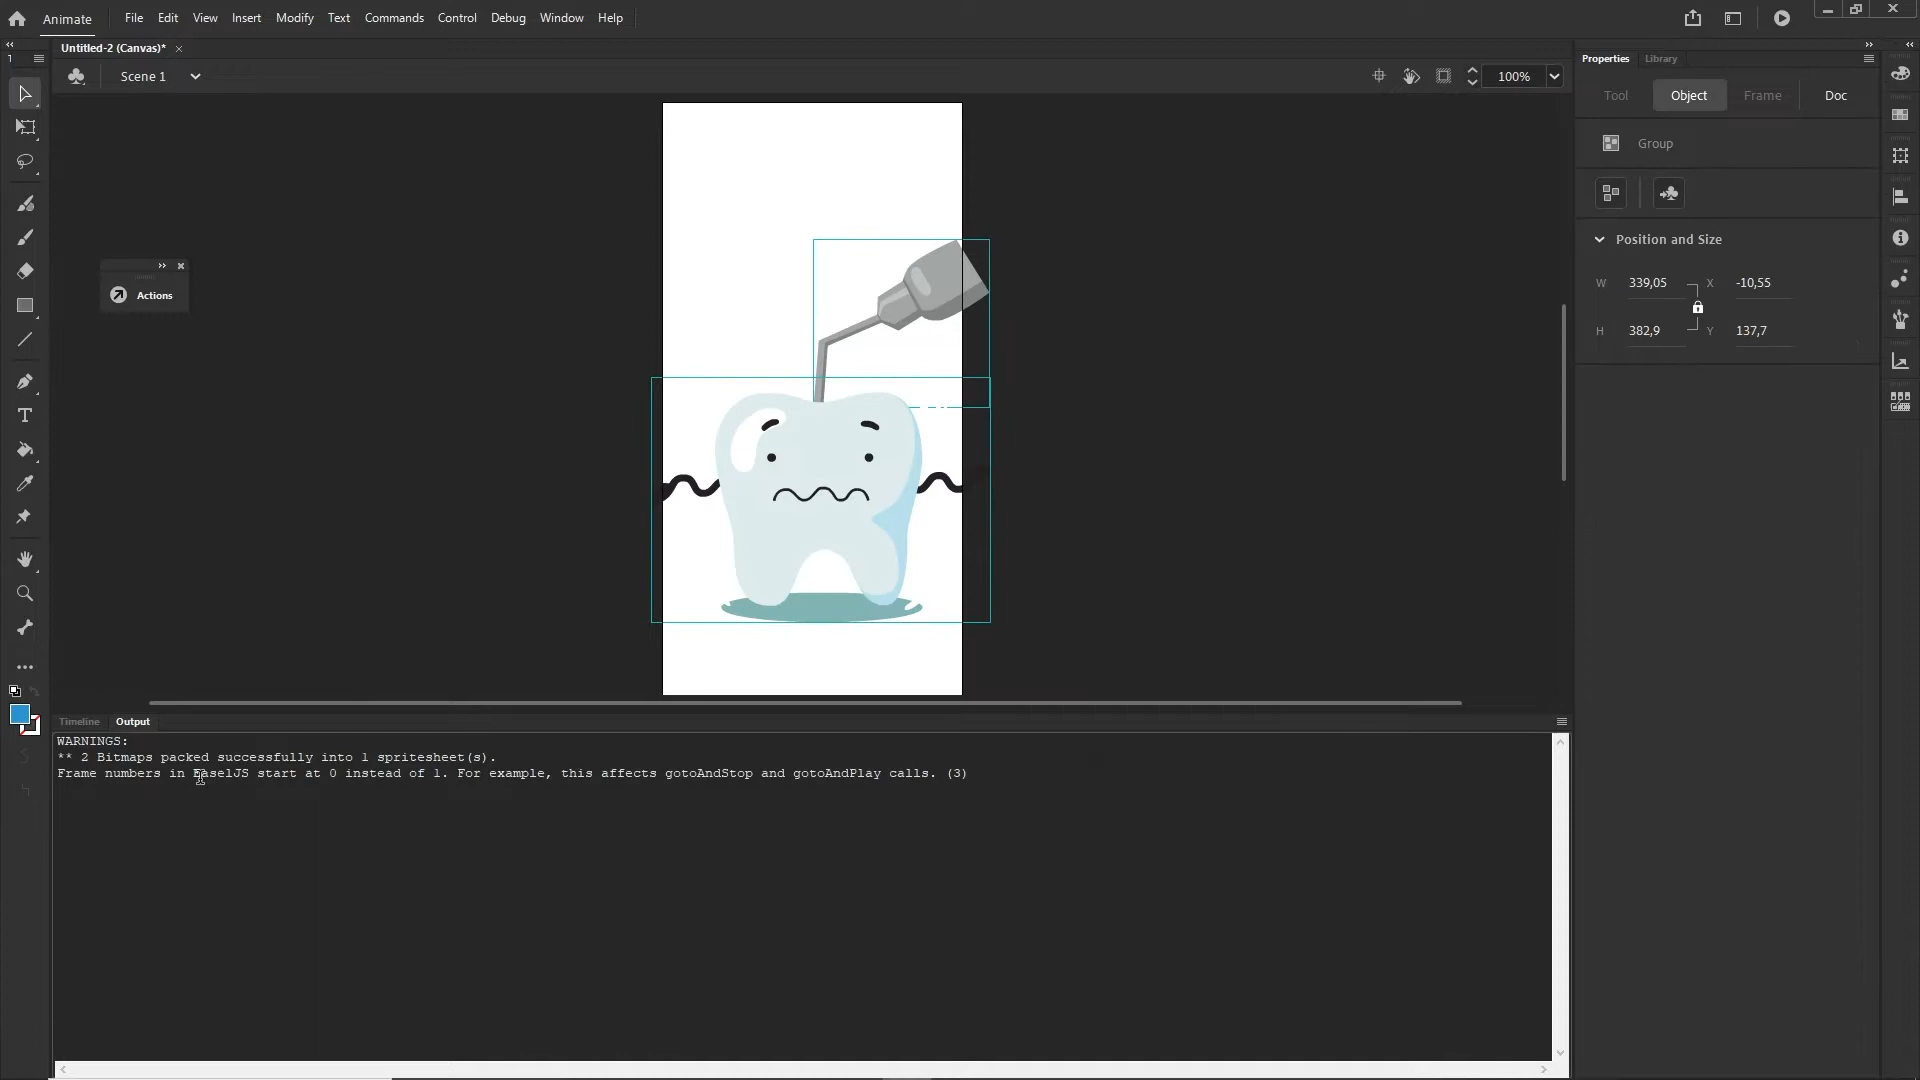 Animate File Edit View Insert Modify Text Commands Control Debug Window Help
Untitled-2 (Canvas)*
Scene 1 100%
Properties Library
Tool Object Frame Doc
Group
Actions
Position and Size
W 339,05 X -10,55
H 382,9 Y 137,7
Timeline Output
WARNINGS:
** 2 Bitmaps packed successfully into 1 spritesheet(s).
Frame numbers in EaselJS start at 0 instead of 1. For example, this affects gotoAndStop and gotoAndPlay calls. (3)